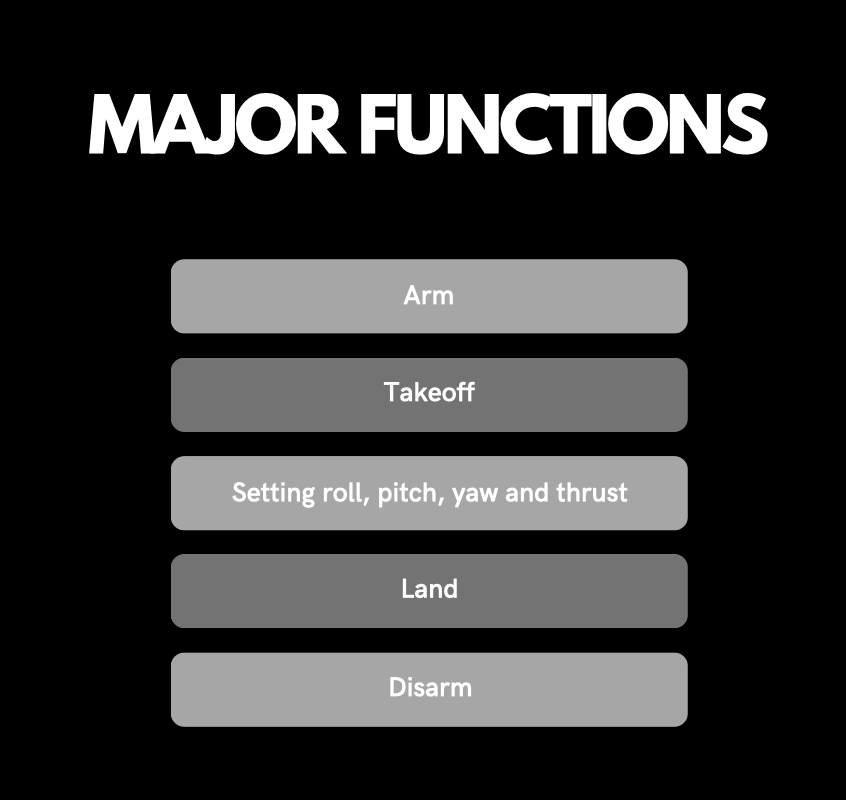 MAJOR FUNCTIONS
Arm
Takeoff
Setting roll, pitch, yaw and thrust
Land
Disarm